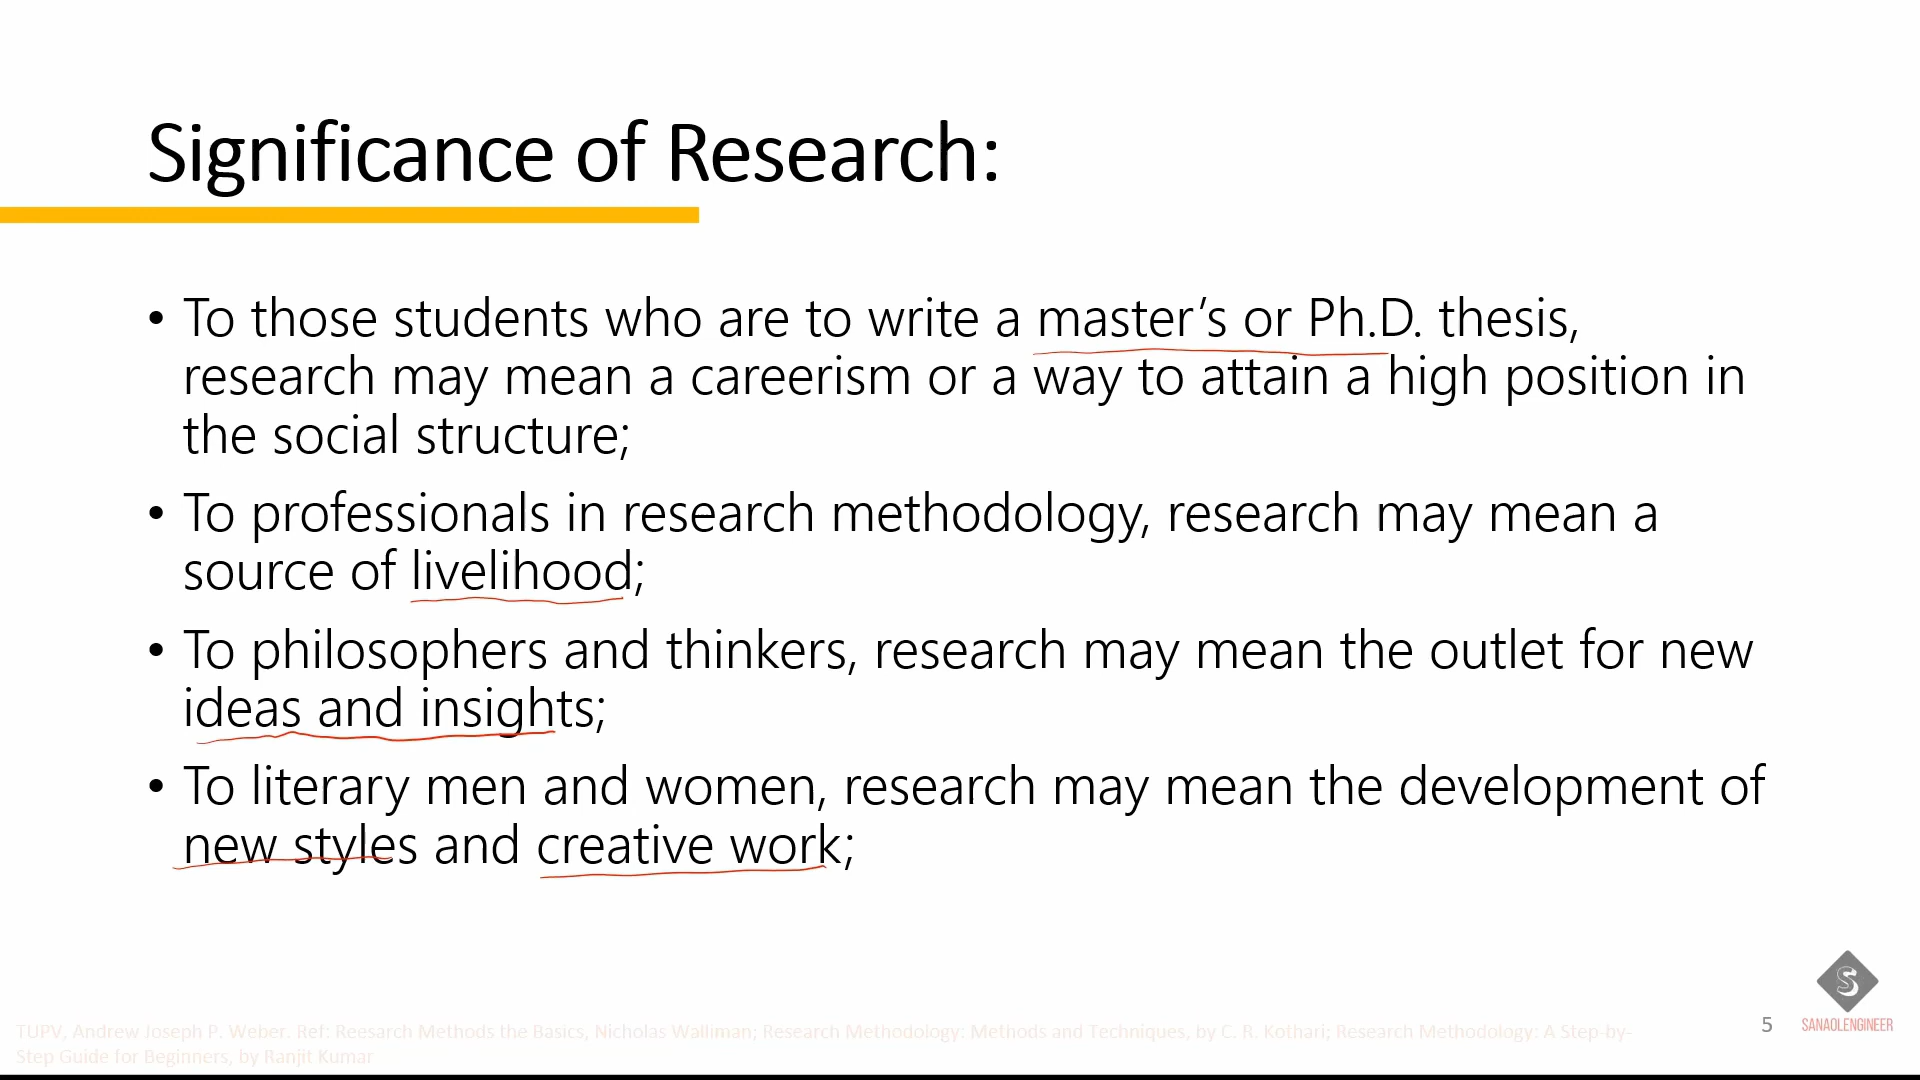 Significance of Research:
• To those students who are to write a master’s or Ph.D. thesis,
research may mean a careerism or a way to attain a high position in
the social structure;
• To professionals in research methodology, research may mean a
source of livelihood;
• To philosophers and thinkers, research may mean the outlet for new
ideas and insights;
• To literary men and women, research may mean the development of
new styles and creative work;
TUPV, Andrew Joseph P. Weber. Ref: Reesarch Methods the Basics, Nicholas Walliman; Research Methodology: Methods and Techniques, by C. R. Kothari; Research Methodology: A Step-by-
Step Guide for Beginners, by Ranjit Kumar
5
S
SANAOLENGINEER